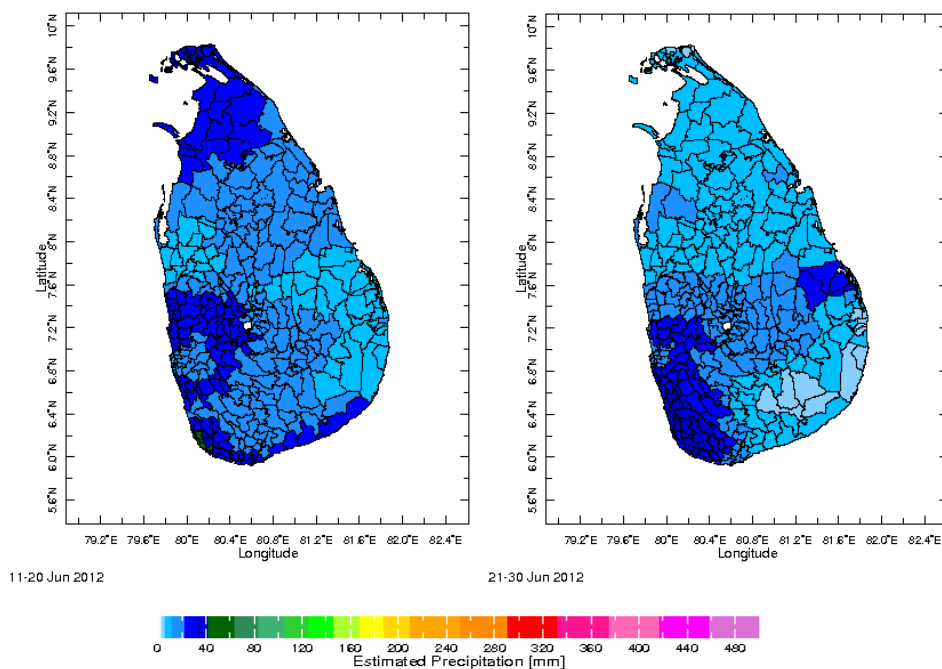 10°N
9.6°N
9.2°N
8.8°N
8.4°N
8°N
7.6°N
7.2°N
6.8°N
6.4°N
6.0°N
5.6°N
Latitude
79.2°E 79.6°E 80°E 80.4°E 80.8°E 81.2°E 81.6°E 82.0°E 82.4°E
Longitude
11-20 Jun 2012
10°N
9.6°N
9.2°N
8.8°N
8.4°N
8°N
7.6°N
7.2°N
6.8°N
6.4°N
6.0°N
5.6°N
Latitude
79.2°E 79.6°E 80°E 80.4°E 80.8°E 81.2°E 81.6°E 82.0°E 82.4°E
Longitude
21-30 Jun 2012
0 40 80 120 160 200 240 280 320 360 400 440 480
Estimated Precipitation [mm]